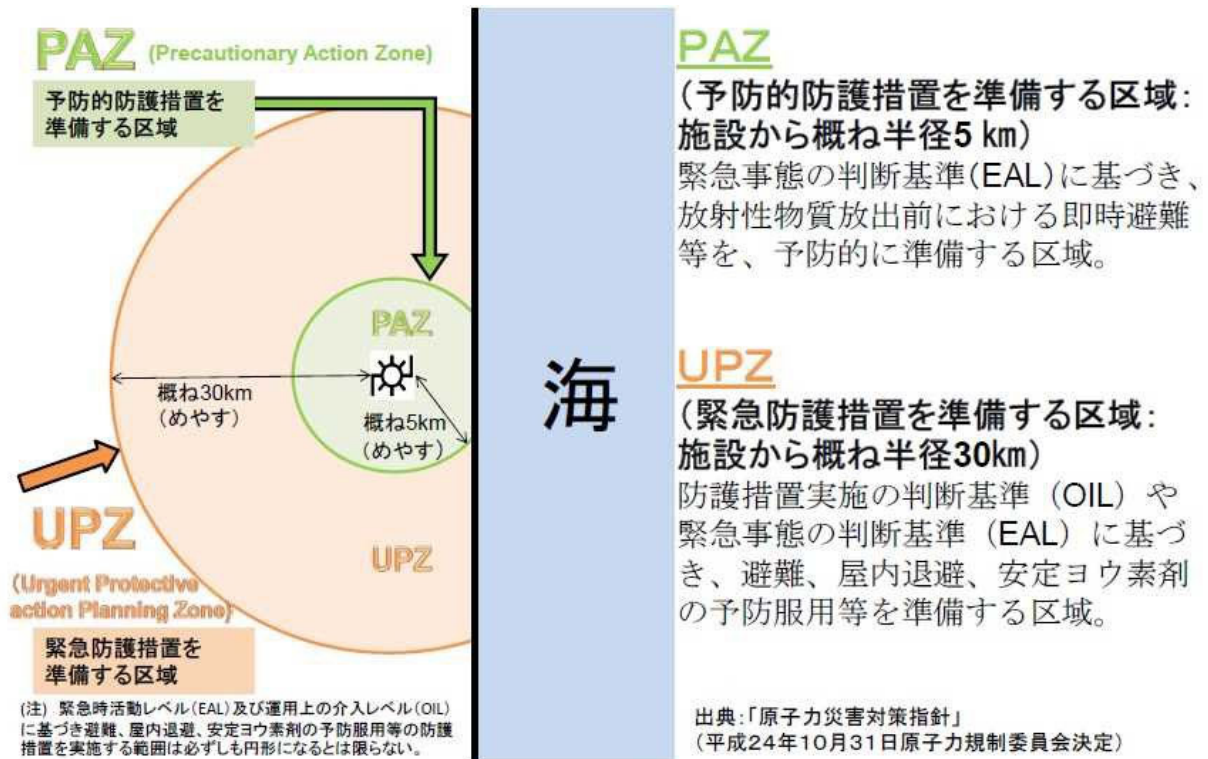 PAZ (Precautionary Action Zone)
予防的防護措置を
準備する区域
PAZ
概ね30km
(めやす)
概ね5km
(めやす)
UPZ
UPZ
(Urgent Protective
action Planning Zone)
緊急防護措置を
準備する区域
(注) 緊急時活動レベル(EAL)及び運用上の介入レベル(OIL)
に基づき避難、屋内退避、安定ヨウ素剤の予防服用等の防護
措置を実施する範囲は必ずしも円形になるとは限らない。
海
PAZ
(予防的防護措置を準備する区域:
施設から概ね半径5 km)
緊急事態の判断基準(EAL)に基づき、
放射性物質放出前における即時避難
等を、予防的に準備する区域。
UPZ
(緊急防護措置を準備する区域:
施設から概ね半径30km)
防護措置実施の判断基準(OIL)や
緊急事態の判断基準(EAL)に基づ
き、避難、屋内退避、安定ヨウ素剤
の予防服用等を準備する区域。
出典:「原子力災害対策指針」
(平成24年10月31日原子力規制委員会決定)